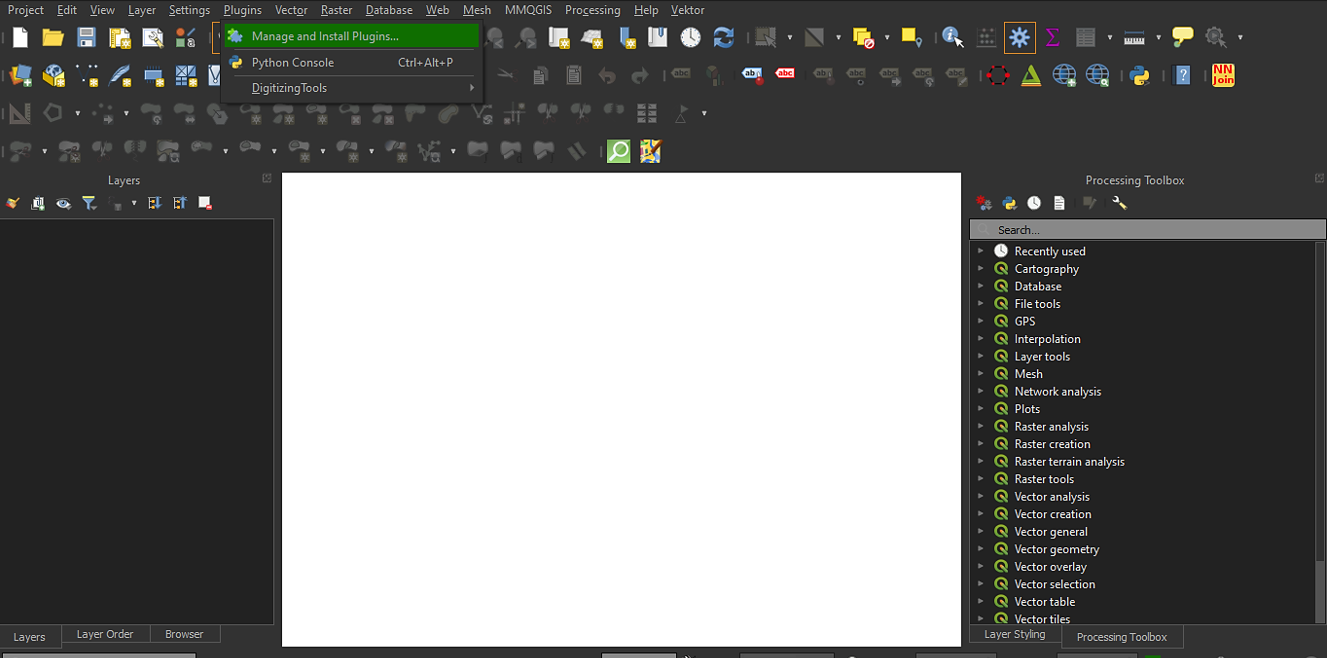 Project Edit View Layer Settings Plugins Vector Raster Database Web Mesh MMQGIS Processing Help Vektor
Manage and Install Plugins...
Python Console Ctrl+Alt+P
DigitizingTools
abc
abc
NN
Join
Layers
Processing Toolbox
Search...
Recently used
Cartography
Database
File tools
GPS
Interpolation
Layer tools
Mesh
Network analysis
Plots
Raster analysis
Raster creation
Raster terrain analysis
Raster tools
Vector analysis
Vector creation
Vector general
Vector geometry
Vector overlay
Vector selection
Vector table
Vector tiles
Layers Layer Order Browser
Layer Styling Processing Toolbox